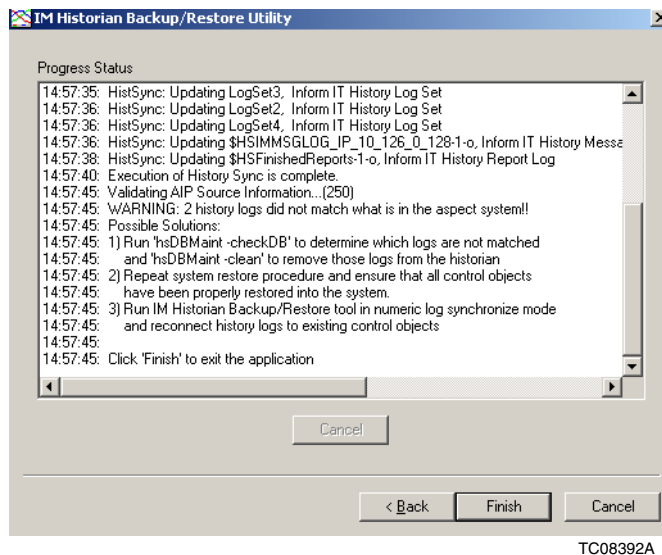 IM Historian Backup/Restore Utility
Progress Status
14:57:35: HistSync: Updating LogSet3, Inform IT History Log Set
14:57:36: HistSync: Updating LogSet2, Inform IT History Log Set
14:57:36: HistSync: Updating LogSet4, Inform IT History Log Set
14:57:36: HistSync: Updating $HSIMMSGLOG_IP_10_126_0_128-1-o, Inform IT History Messa
14:57:38: HistSync: Updating $HSFinishedReports-1-o, Inform IT History Report Log
14:57:40: Execution of History Sync is complete.
14:57:45: Validating AIP Source Information...(250)
14:57:45: WARNING: 2 history logs did not match what is in the aspect system!!
14:57:45: Possible Solutions:
14:57:45: 1) Run 'hsDBMaint -checkDB' to determine which logs are not matched
14:57:45: and 'hsDBMaint -clean' to remove those logs from the historian
14:57:45: 2) Repeat system restore procedure and ensure that all control objects
14:57:45: have been properly restored into the system.
14:57:45: 3) Run IM Historian Backup/Restore tool in numeric log synchronize mode
14:57:45: and reconnect history logs to existing control objects
14:57:45:
14:57:45: Click 'Finish' to exit the application
Cancel
< Back Finish Cancel
TC08392A